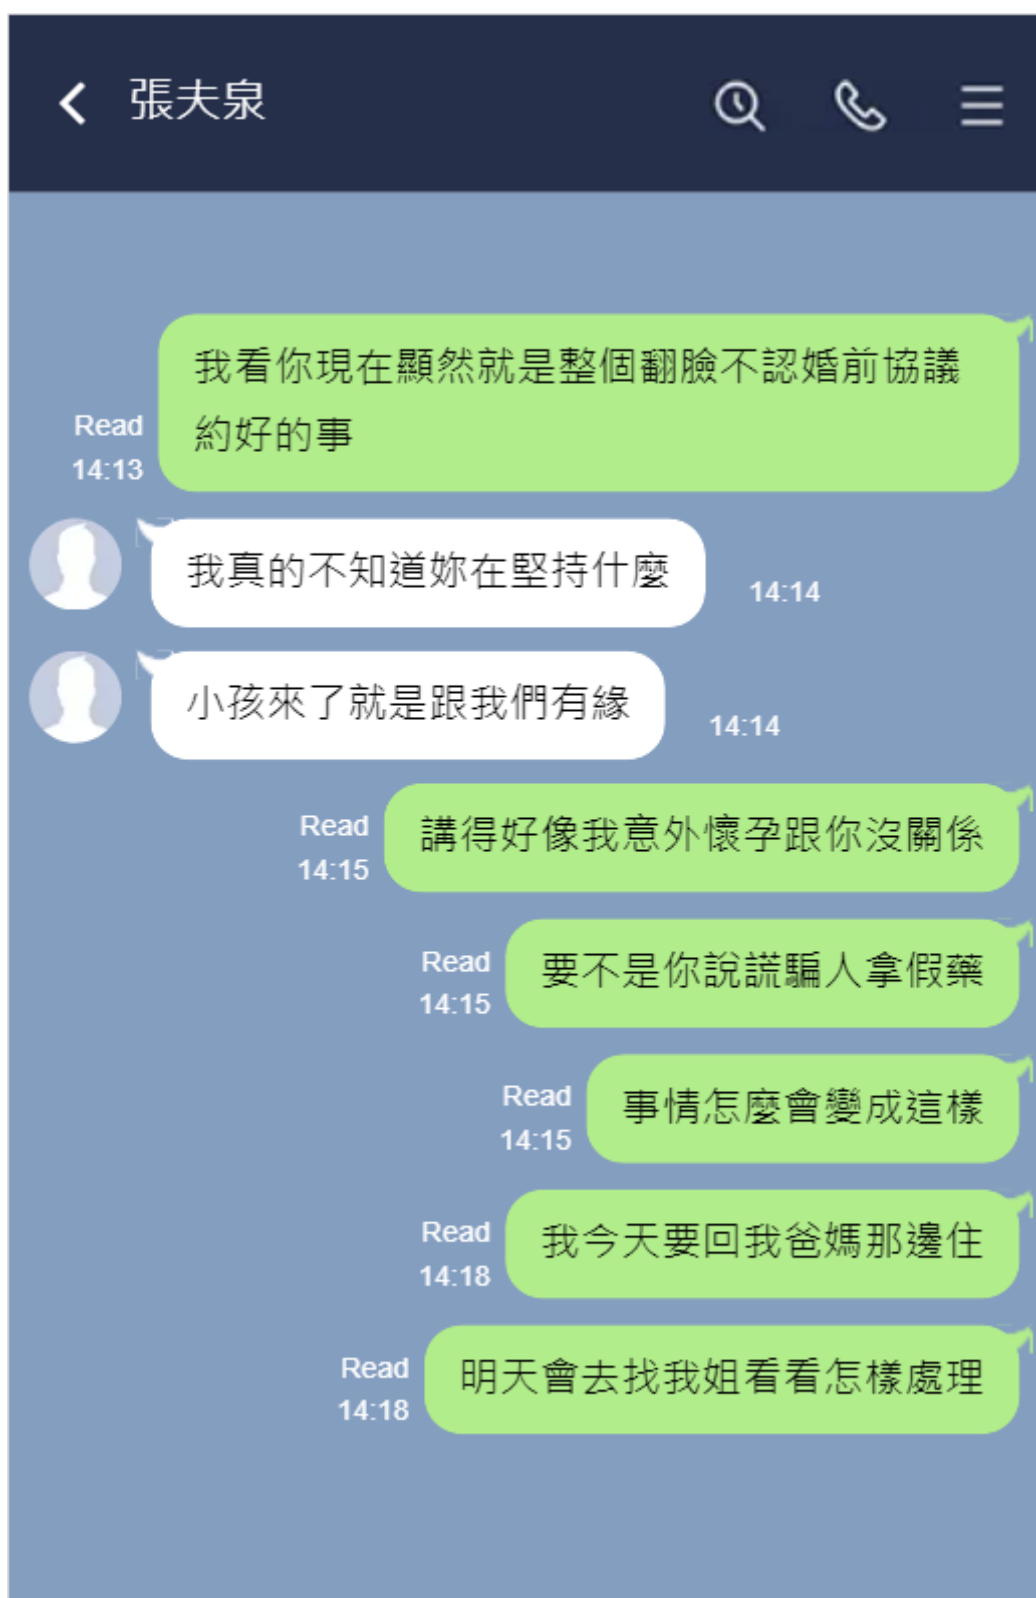 張夫泉
我看你現在顯然就是整個翻臉不認婚前協議
約好的事
Read
14:13
我真的不知道妳在堅持什麼
14:14
小孩來了就是跟我們有緣
14:14
講得好像我意外懷孕跟你沒關係
Read
14:15
要不是你說謊騙人拿假藥
Read
14:15
事情怎麼會變成這樣
Read
14:15
我今天要回我爸媽那邊住
Read
14:18
明天會去找我姐看看怎樣處理
Read
14:18